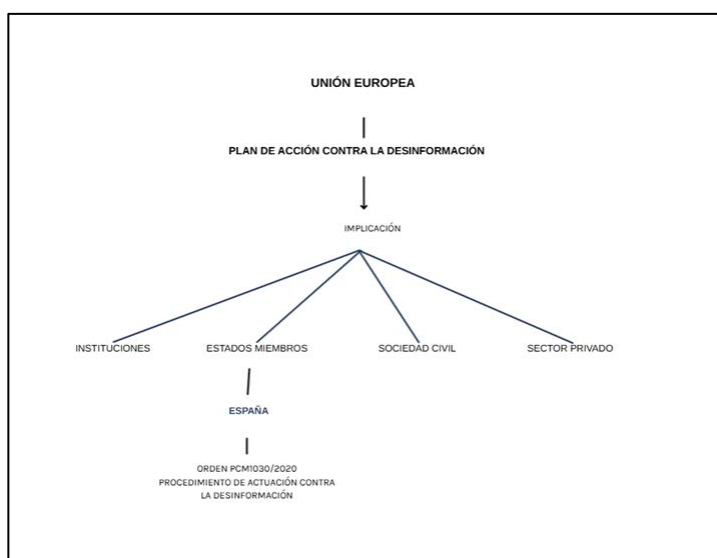 UNIÓN EUROPEA
PLAN DE ACCIÓN CONTRA LA DESINFORMACIÓN
IMPLICACIÓN
INSTITUCIONES
ESTADOS MIEMBROS
SOCIEDAD CIVIL
SECTOR PRIVADO
ESPAÑA
ORDEN PCM1030/2020
PROCEDIMIENTO DE ACTUACIÓN CONTRA
LA DESINFORMACIÓN